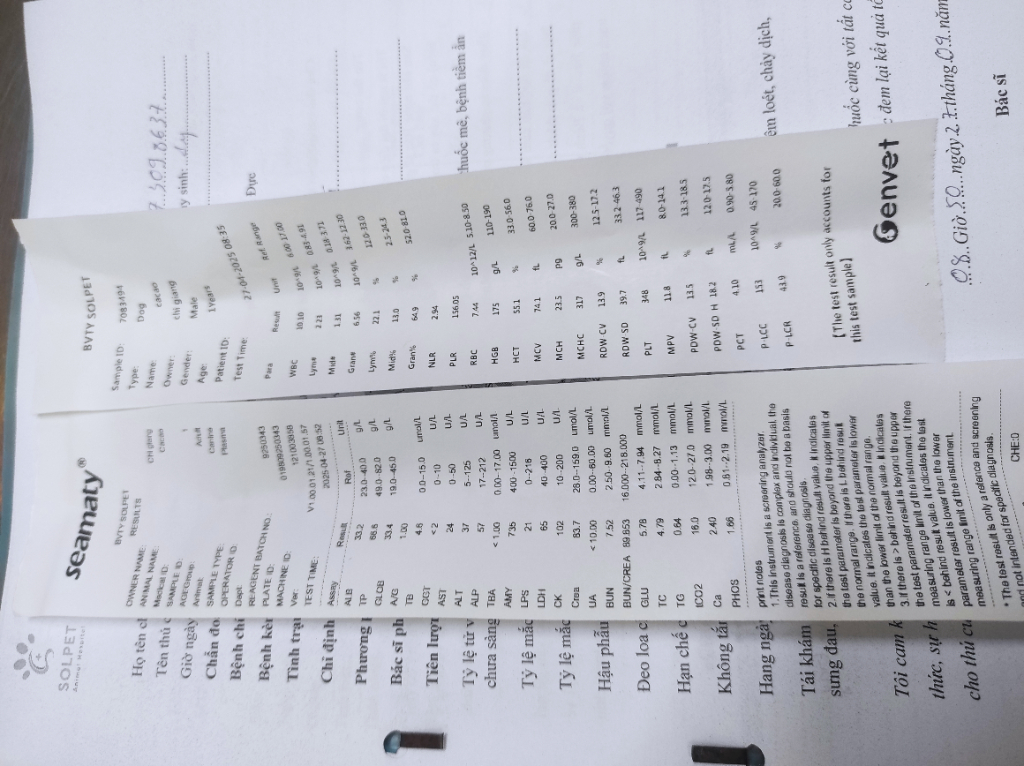 SOLPET
Animal Hospital
Họ tên ch
Tên thú c
Giờ ngày
Chẩn đo
Bệnh chí
Bệnh kèm
Tình trạn
Chỉ định
Phương p
Bác sĩ ph
Tiên lượn
Tỷ lệ tử v
chưa sàng
Tỷ lệ mắc
Tỷ lệ mắc
Hậu phẫu
Đeo loa c
Hạn chế c
Không tắm
Hang ngày
Tái khám
sưng đau,
Tôi cam k
thức, sự h
cho thú cu
seamaty®
BVTY SOLPET
RESULTS
OWNER NAME: Chi giang
ANIMAL NAME: Cacao
Medical ID:
SAMPLE ID: 1
AGE Group: Adult
Animal: Canine
SAMPLE TYPE: Plasma
OPERATOR ID:
Dept:
REAGENT BATCH NO.: 9250343
PLATE ID: 019809250343
MACHINE ID: 121003559
Ver: V1.00.01.21/1.00.01.57
TEST TIME: 2025-04-27 08:52
Assay Result Ref Unit
ALB 33.2 23.0-40.0 g/L
TP 66.6 49.0-82.0 g/L
GLOB 33.4 19.0-45.0 g/L
A/G 1.00
TB 4.8 0.0-15.0 umol/L
GGT <2 0-10 U/L
AST 24 0-50 U/L
ALT 37 5-125 U/L
ALP 57 17-212 U/L
TBA < 1.00 0.00-17.00 umol/L
AMY 735 400-1500 U/L
LPS 21 0-216 U/L
LDH 65 40-400 U/L
CK 102 10-200 U/L
Crea 83.7 28.0-159.0 umol/L
UA < 10.00 0.00-60.00 umol/L
BUN 7.52 2.50-9.60 mmol/L
BUN/CREA 89.853 16.000-218.000
GLU 5.78 4.11-7.94 mmol/L
TC 4.79 2.84-8.27 mmol/L
TG 0.64 0.00-1.13 mmol/L
tCO2 16.0 12.0-27.0 mmol/L
Ca 2.40 1.98-3.00 mmol/L
PHOS 1.66 0.81-2.19 mmol/L
print notes
1. This instrument is a screening analyzer.
disease diagnosis is complex and individual, the
result is a reference, and should not be a basis
for specific disease diagnosis.
2. if there is H behind result value, it indicates
the test parameter is beyond the upper limit of
the normal range. If there is L behind result
value, it indicates the test parameter is lower
than the lower limit of the normal range.
3. if there is > behind result value. it indicates
the test parameter result is beyond the upper
measuring range limit of the instrument. if there
is < behind result value, it indicates the test
parameter result is lower than the lower
measuring range limit of the instrument.
* The test result is only a refence and screening
and not intended for specific diagnosis.
CHE:0
BVTY SOLPET
Sample ID: 7083494
Type: Dog
Name: cacao
Owner: chi giang
Gender: Male
Age: 1years
Patient ID:
Test Time: 27-04-2025 08:35
Para Result Unit Ref. Range
WBC 10.10 10^9/L 6.00-17.00
Lym# 2.23 10^9/L 0.83-4.91
Mid# 1.31 10^9/L 0.18-3.71
Gran# 6.56 10^9/L 3.62-12.30
Lym% 22.1 % 12.0-33.0
Mid% 13.0 % 2.5-24.3
Gran% 64.9 % 52.0-81.0
NLR 2.94
PLR 156.05
RBC 7.44 10^12/L 5.10-8.50
HGB 175 g/L 110-190
HCT 55.1 % 33.0-56.0
MCV 74.1 fL 60.0-76.0
MCH 23.5 pg 20.0-27.0
MCHC 317 g/L 300-380
RDW-CV 13.9 % 12.5-17.2
RDW-SD 39.7 fL 33.2-46.3
PLT 348 10^9/L 117-490
MPV 11.8 fL 8.0-14.1
PDW-CV 13.5 % 13.3-18.5
PDW-SD H 18.2 fL 12.0-17.5
PCT 4.10 mL/L 0.90-5.80
P-LCC 153 10^9/L 45-170
P-LCR 43.9 % 20.0-60.0
[The test result only accounts for
this test sample]
Genvet
309.8637
y sinh:
Đực
thuốc mê, bệnh tiềm ẩn
iêm loét, chảy dịch,
huốc cùng với tất cả
c đem lại kết quả tố
08..Giờ.50...ngày 27.tháng.09.năm
Bác sĩ